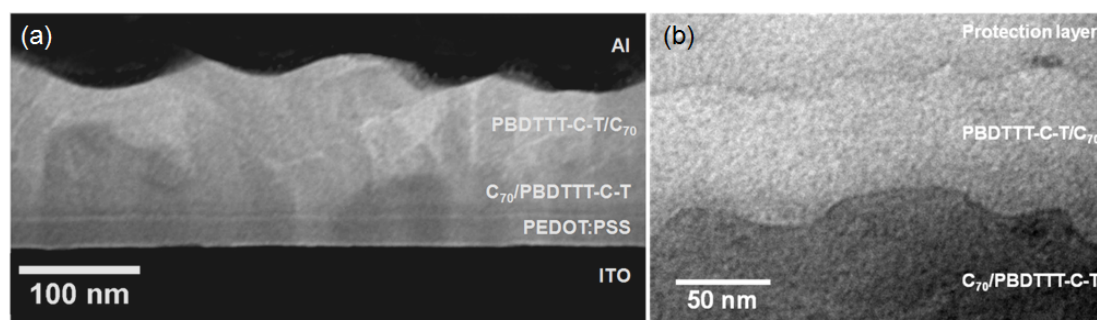 (a)
Al
PBDTTT-C-T/C₇₀
C₇₀/PBDTTT-C-T
PEDOT:PSS
ITO
100 nm
(b)
Protection layer
PBDTTT-C-T/C₇₀
C₇₀/PBDTTT-C-T
50 nm